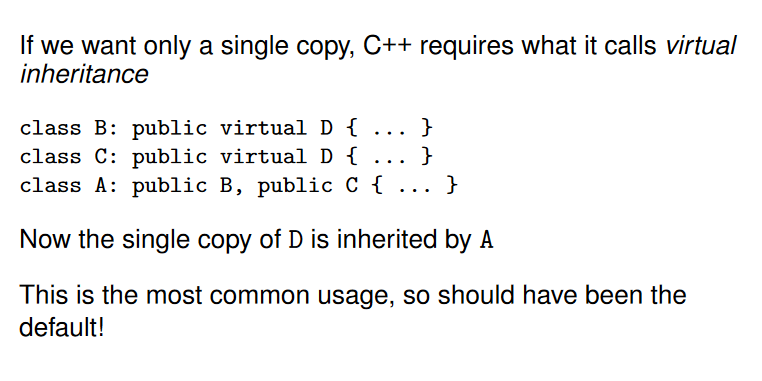 If we want only a single copy, C++ requires what it calls virtual
inheritance
class B: public virtual D { ... }
class C: public virtual D { ... }
class A: public B, public C { ... }
Now the single copy of D is inherited by A
This is the most common usage, so should have been the
default!